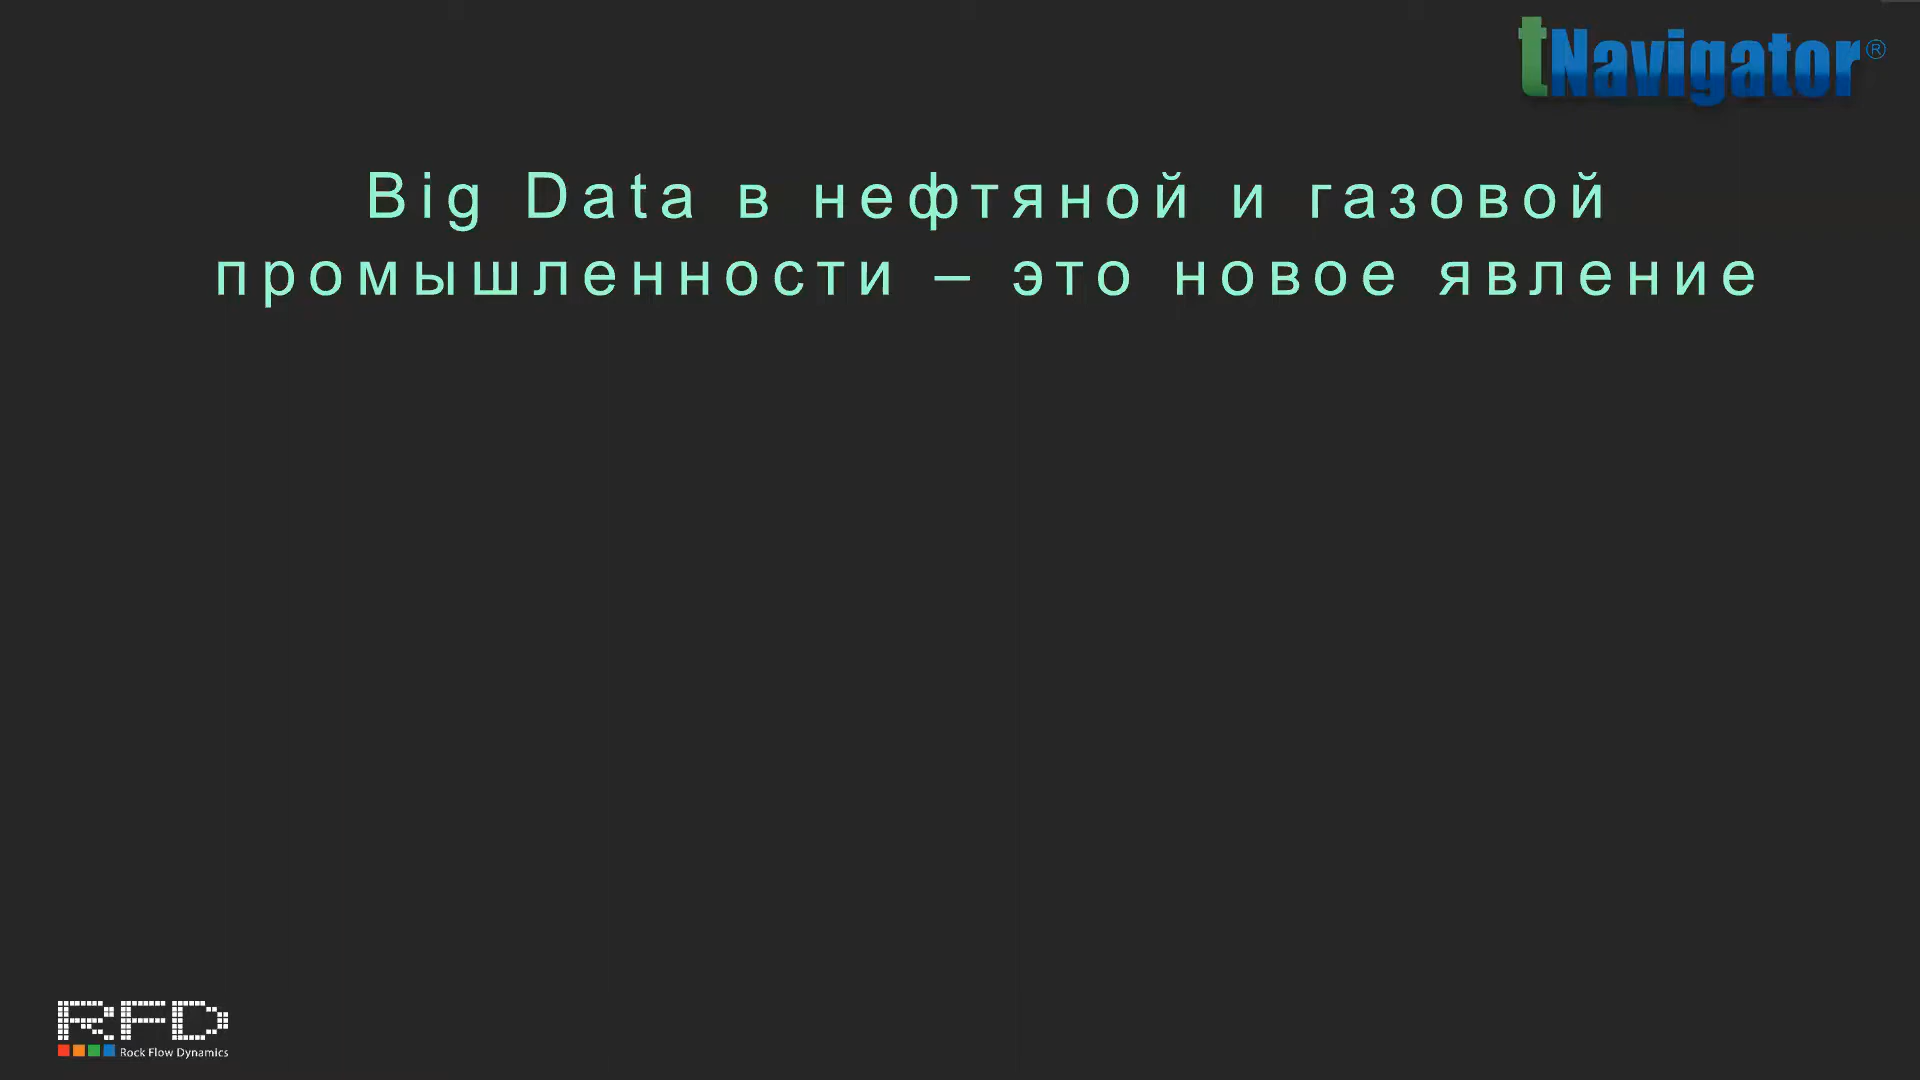 tNavigator®
Big Data в нефтяной и газовой
промышленности – это новое явление
RFD
Rock Flow Dynamics